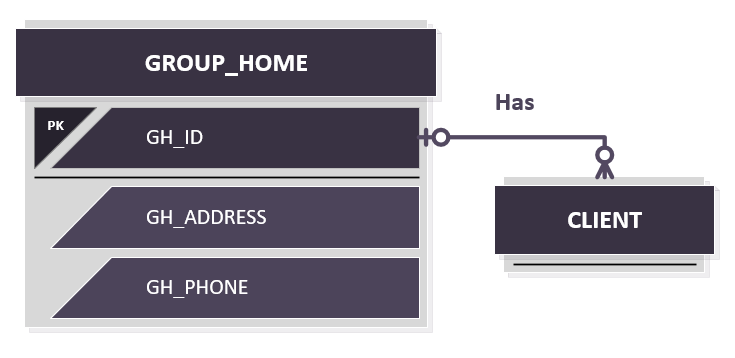 GROUP_HOME
PK
GH_ID
GH_ADDRESS
GH_PHONE
Has
CLIENT